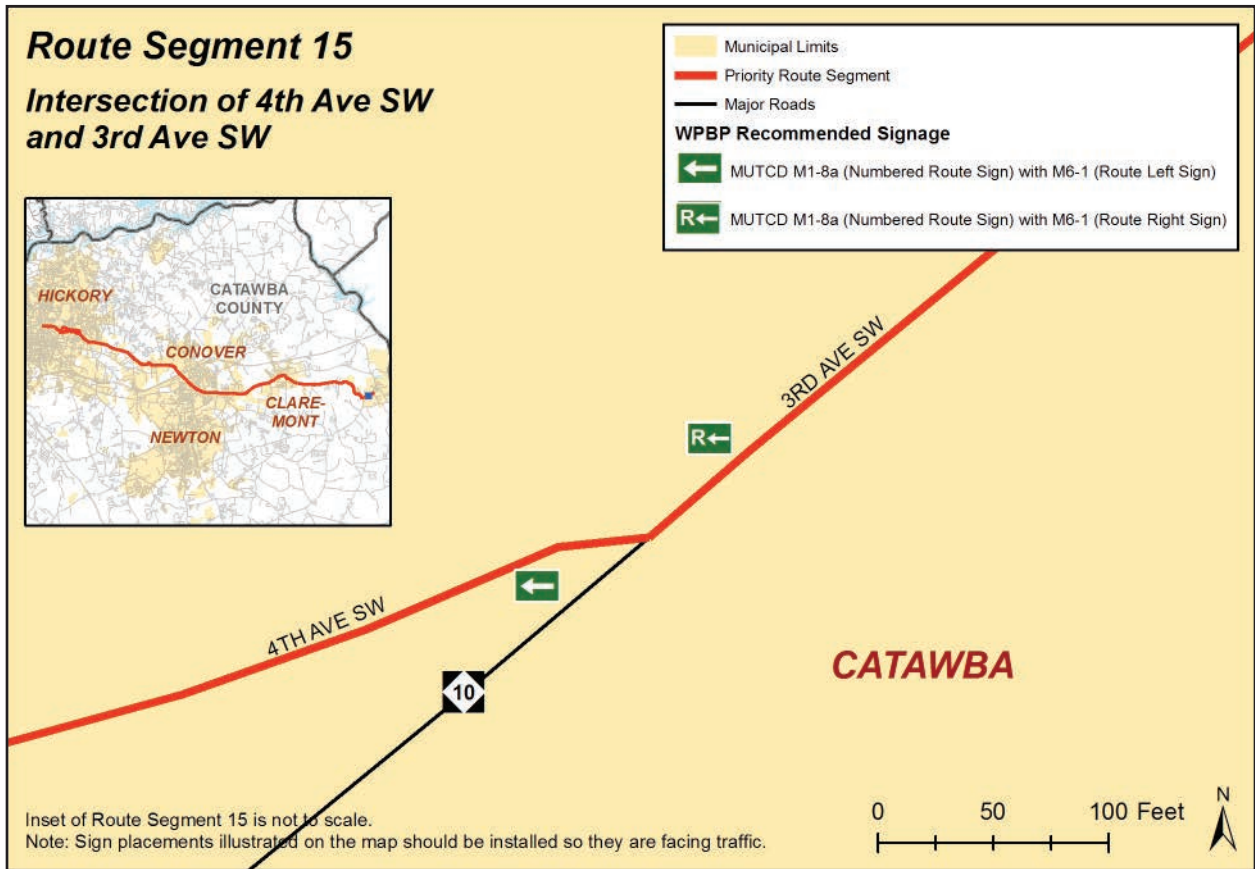 Route Segment 15
Intersection of 4th Ave SW
and 3rd Ave SW
Municipal Limits
Priority Route Segment
Major Roads
WPBP Recommended Signage
MUTCD M1-8a (Numbered Route Sign) with M6-1 (Route Left Sign)
R
MUTCD M1-8a (Numbered Route Sign) with M6-1 (Route Right Sign)
HICKORY
CATAWBA
COUNTY
CONOVER
CLARE-
MONT
NEWTON
3RD AVE SW
R
4TH AVE SW
10
CATAWBA
Inset of Route Segment 15 is not to scale.
Note: Sign placements illustrated on the map should be installed so they are facing traffic.
0 50 100 Feet
N